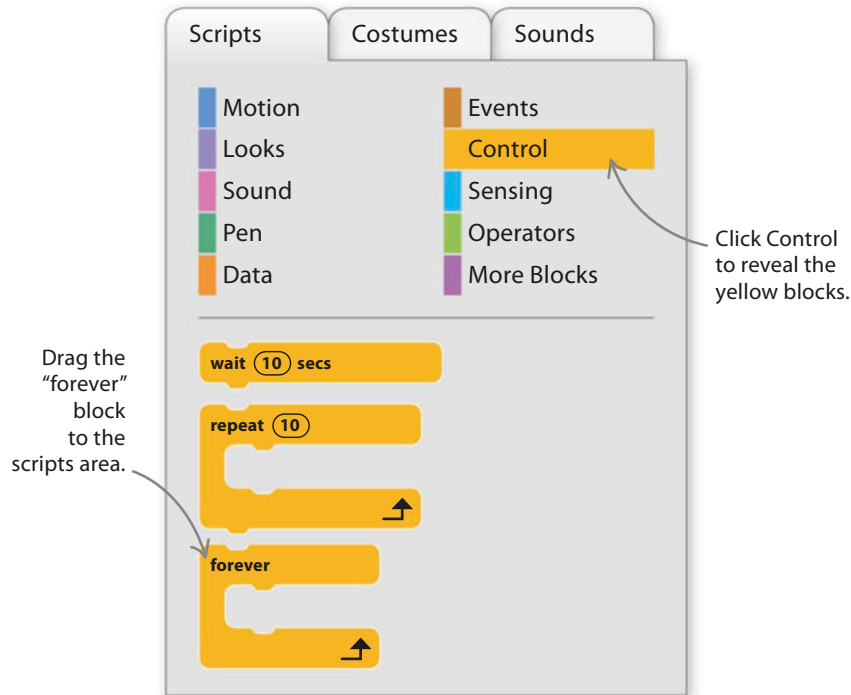 Scripts
Costumes
Sounds
Motion
Looks
Sound
Pen
Data
Events
Control
Sensing
Operators
More Blocks
Click Control
to reveal the
yellow blocks.
wait 10 secs
repeat 10
Drag the
“forever”
block
to the
scripts area.
forever